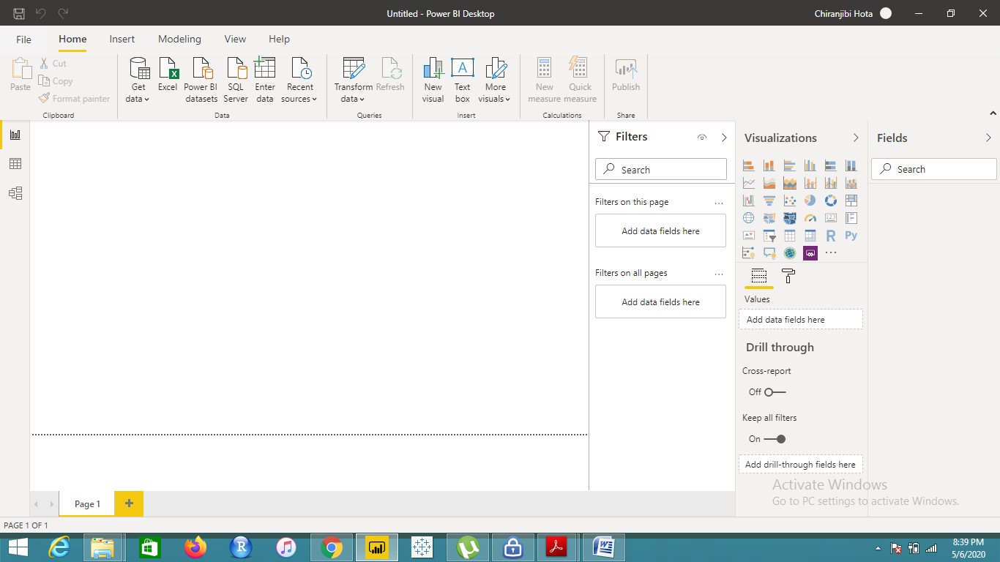 Untitled - Power BI Desktop
Chiranjibi Hota
File
Home
Insert
Modeling
View
Help
Paste
Cut
Copy
Format painter
Clipboard
Get
data
Excel
Power BI
datasets
SQL
Server
Enter
data
Recent
sources
Data
Transform
data
Refresh
Queries
New
visual
Text
box
More
visuals
Insert
New
measure
Quick
measure
Calculations
Publish
Share
Filters
Search
Filters on this page
...
Add data fields here
Filters on all pages
...
Add data fields here
Visualizations
123
R
Py
...
Values
Add data fields here
Drill through
Cross-report
Off
Keep all filters
On
Add drill-through fields here
Fields
Search
Activate Windows
Go to PC settings to activate Windows.
Page 1
PAGE 1 OF 1
8:39 PM
5/6/2020